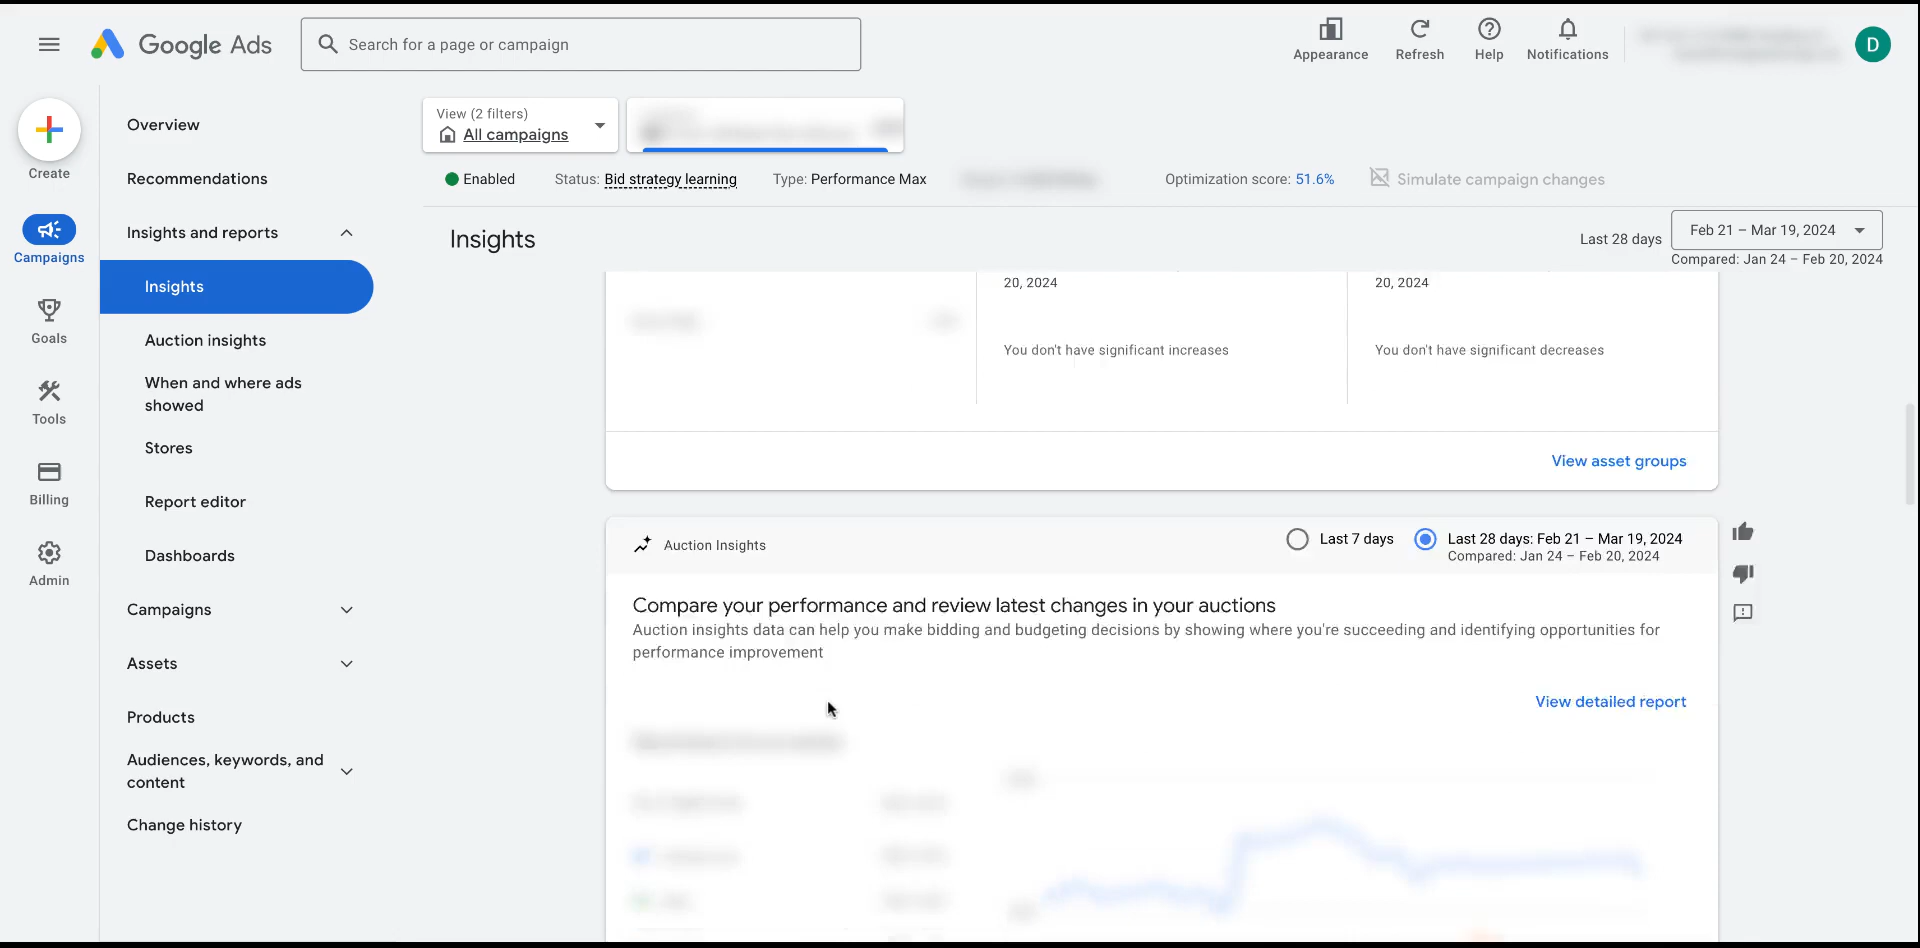 Google Ads
Search for a page or campaign
Appearance
Refresh
Help
Notifications
D
Create
Campaigns
Goals
Tools
Billing
Admin
Overview
Recommendations
Insights and reports
Insights
Auction insights
When and where ads
showed
Stores
Report editor
Dashboards
Campaigns
Assets
Products
Audiences, keywords, and
content
Change history
View (2 filters)
All campaigns
Enabled
Status: Bid strategy learning
Type: Performance Max
Optimization score: 51.6%
Simulate campaign changes
Insights
Last 28 days
Feb 21 – Mar 19, 2024
Compared: Jan 24 – Feb 20, 2024
20, 2024
20, 2024
You don't have significant increases
You don't have significant decreases
View asset groups
Auction Insights
Last 7 days
Last 28 days: Feb 21 – Mar 19, 2024
Compared: Jan 24 – Feb 20, 2024
Compare your performance and review latest changes in your auctions
Auction insights data can help you make bidding and budgeting decisions by showing where you're succeeding and identifying opportunities for
performance improvement
View detailed report